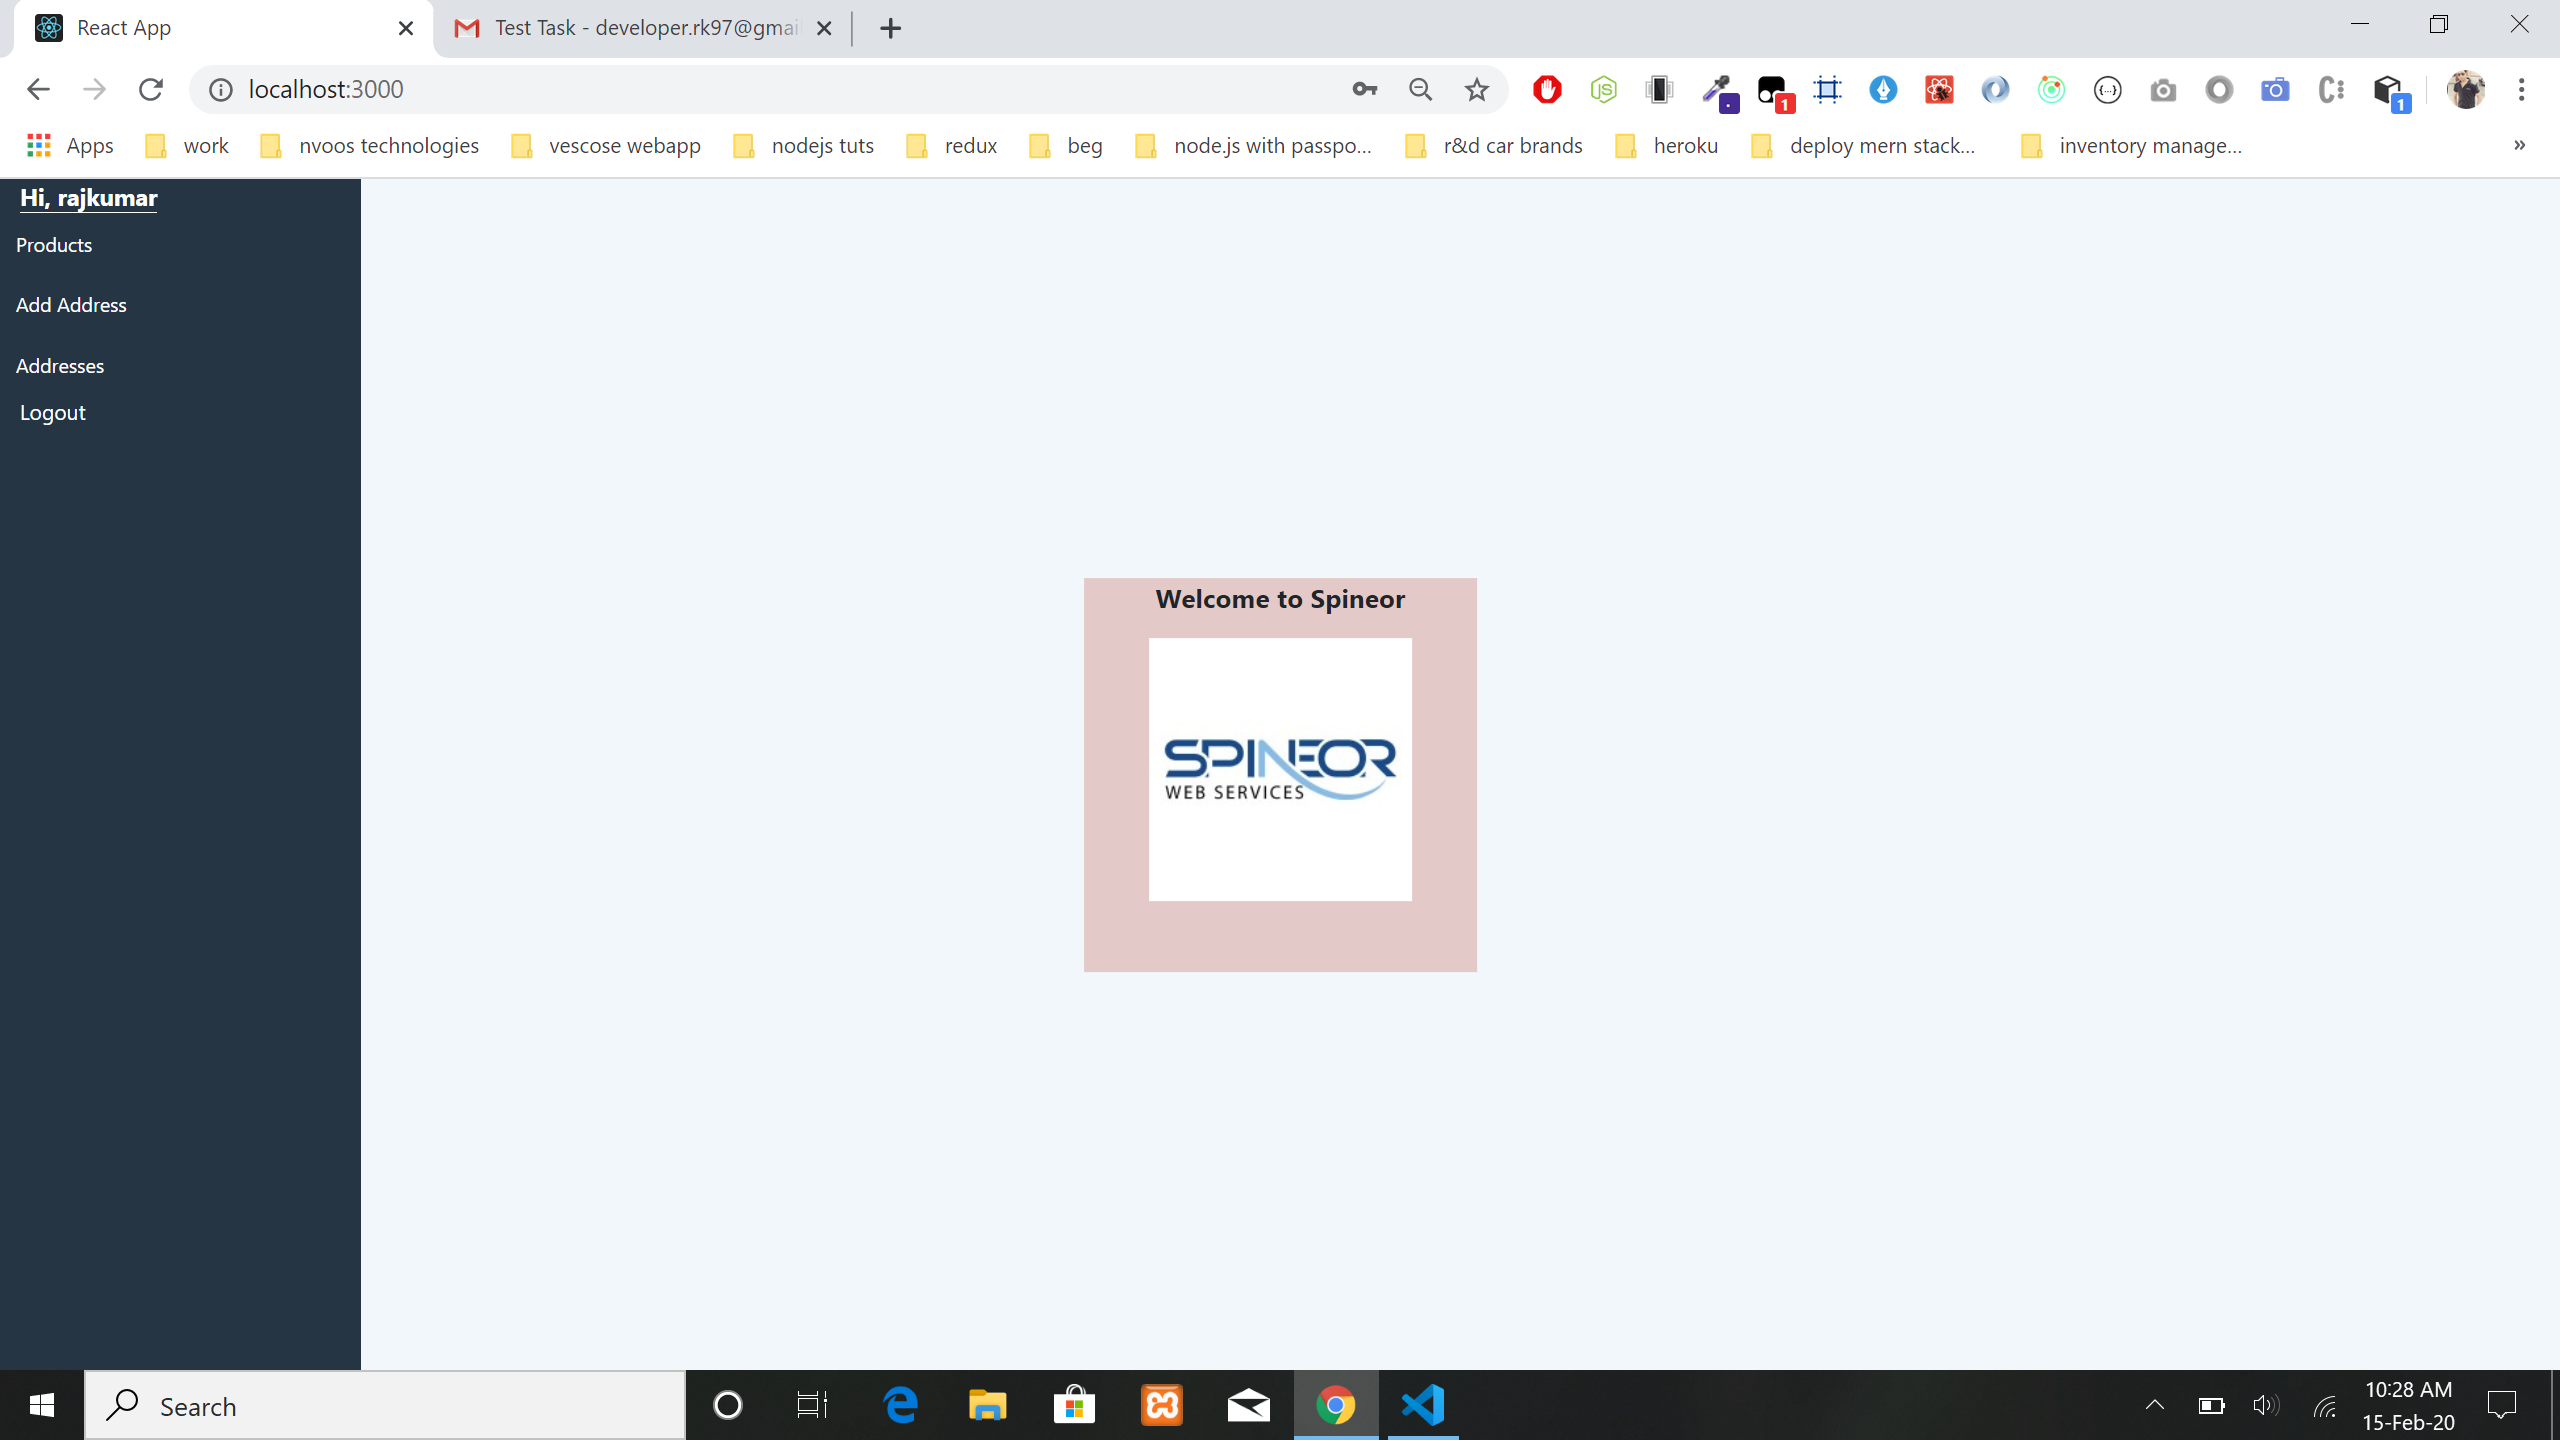 React App
Test Task - developer.rk97@gmai
localhost:3000
Apps
work
nvoos technologies
vescose webapp
nodejs tuts
redux
beg
node.js with passpo...
r&d car brands
heroku
deploy mern stack...
inventory manage...
»
Hi, rajkumar
Products
Add Address
Addresses
Logout
Welcome to Spineor
SPINEOR
WEB SERVICES
Search
10:28 AM
15-Feb-20